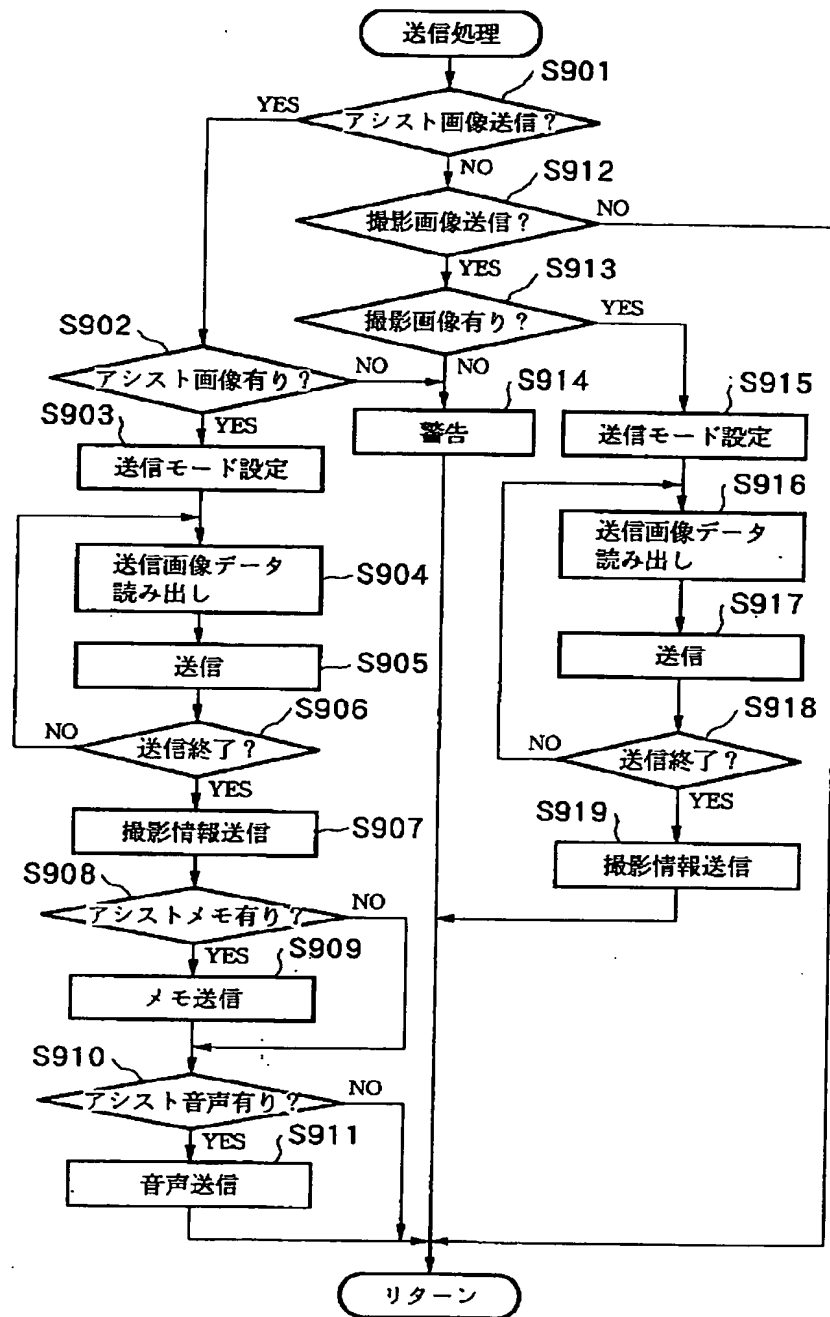 送信処理
S901
アシスト画像送信?
YES
NO
S912
撮影画像送信?
NO
YES
S913
撮影画像有り?
YES
NO
S902
アシスト画像有り?
NO
YES
S914
警告
S915
送信モード設定
S903
送信モード設定
S916
送信画像データ
読み出し
S904
送信画像データ
読み出し
S917
送信
S905
送信
S906
送信終了?
NO
YES
S918
送信終了?
NO
YES
S907
撮影情報送信
S919
撮影情報送信
S908
アシストメモ有り?
NO
YES
S909
メモ送信
S910
アシスト音声有り?
NO
YES
S911
音声送信
リターン